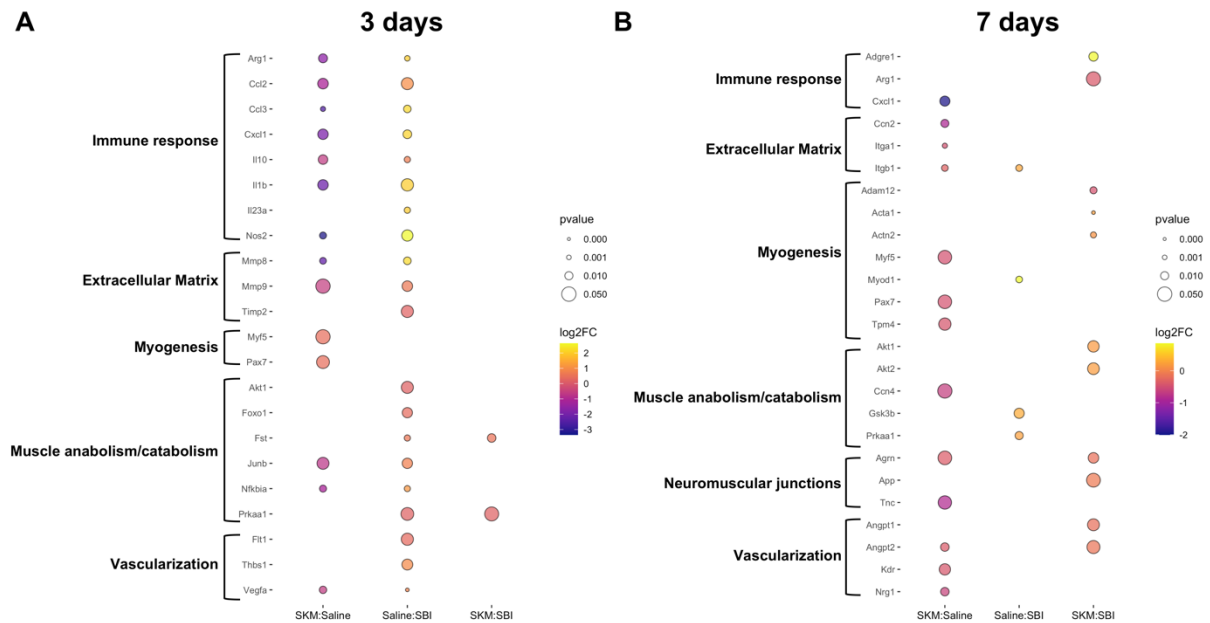 A
3 days
Immune response
Arg1
Ccl2
Ccl3
Cxcl1
Il10
Il1b
Il23a
Nos2
Extracellular Matrix
Mmp8
Mmp9
Timp2
Myogenesis
Myf5
Pax7
Muscle anabolism/catabolism
Akt1
Foxo1
Fst
Junb
Nfkbia
Prkaa1
Vascularization
Flt1
Thbs1
Vegfa
SKM:Saline
Saline:SBI
SKM:SBI
pvalue
0.000
0.001
0.010
0.050
log2FC
2
1
0
-1
-2
-3
B
7 days
Immune response
Adgre1
Arg1
Cxcl1
Extracellular Matrix
Ccn2
Itga1
Itgb1
Myogenesis
Adam12
Acta1
Actn2
Myf5
Myod1
Pax7
Tpm4
Muscle anabolism/catabolism
Akt1
Akt2
Ccn4
Gsk3b
Prkaa1
Neuromuscular junctions
Agrn
App
Tnc
Vascularization
Angpt1
Angpt2
Kdr
Nrg1
SKM:Saline
Saline:SBI
SKM:SBI
pvalue
0.000
0.001
0.010
0.050
log2FC
0
-1
-2